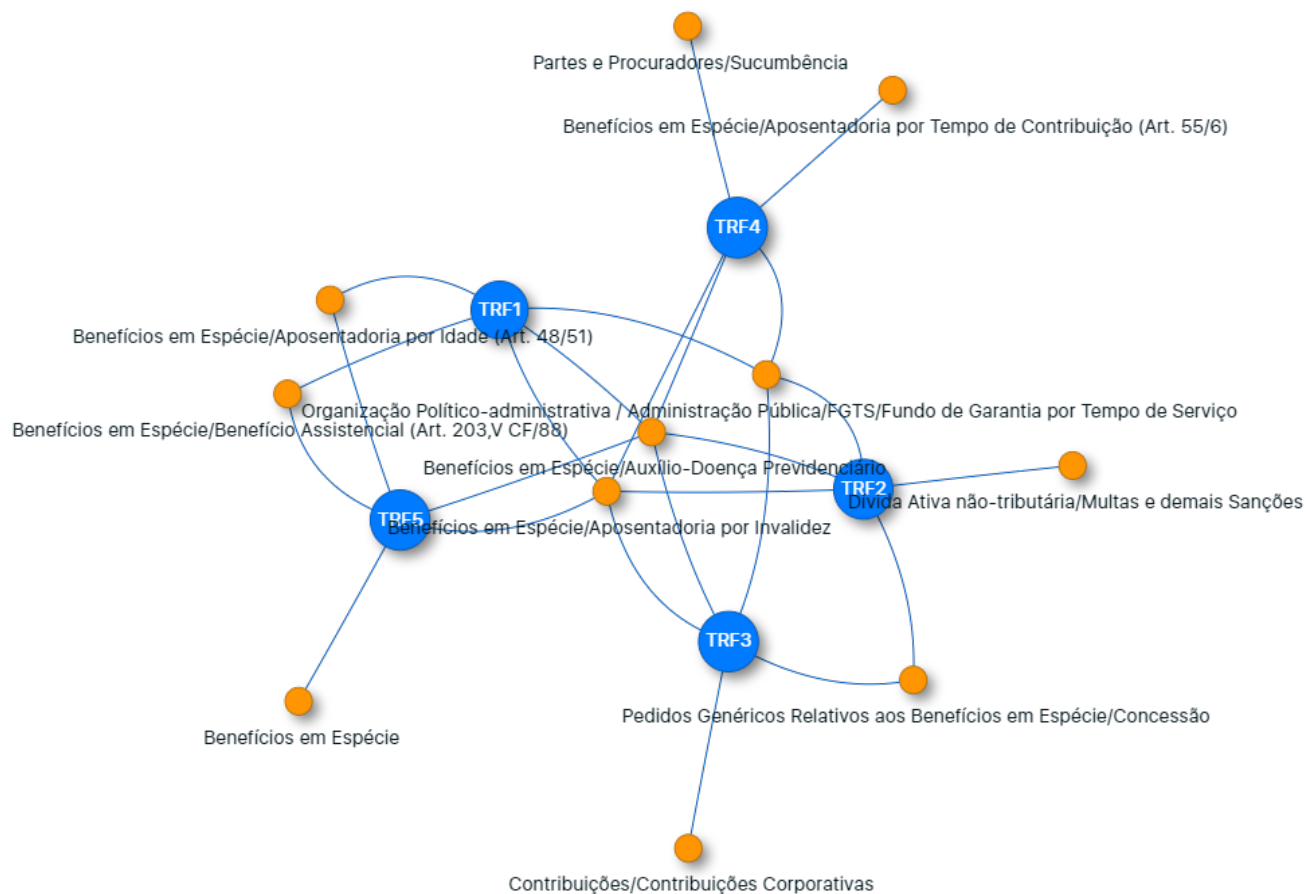 Partes e Procuradores/Sucumbência
Benefícios em Espécie/Aposentadoria por Tempo de Contribuição (Art. 55/6)
TRF4
TRF1
Benefícios em Espécie/Aposentadoria por Idade (Art. 48/51)
Organização Político-administrativa / Administração Pública/FGTS/Fundo de Garantia por Tempo de Serviço
Benefícios em Espécie/Benefício Assistencial (Art. 203,V CF/88)
Benefícios em Espécie/Auxílio-Doença Previdenciário
TRF2
Dívida Ativa não-tributária/Multas e demais Sanções
TRF5
Benefícios em Espécie/Aposentadoria por Invalidez
TRF3
Pedidos Genéricos Relativos aos Benefícios em Espécie/Concessão
Benefícios em Espécie
Contribuições/Contribuições Corporativas